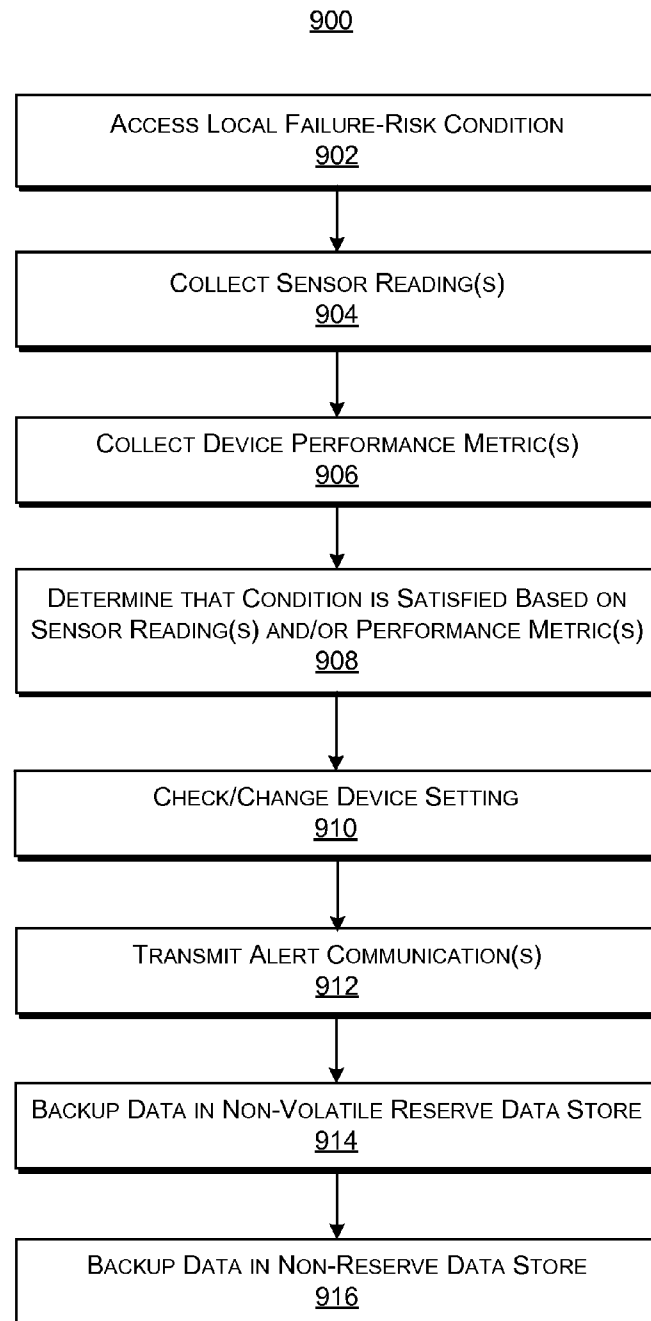 900
ACCESS LOCAL FAILURE-RISK CONDITION
902
COLLECT SENSOR READING(S)
904
COLLECT DEVICE PERFORMANCE METRIC(S)
906
DETERMINE THAT CONDITION IS SATISFIED BASED ON
SENSOR READING(S) AND/OR PERFORMANCE METRIC(S)
908
CHECK/CHANGE DEVICE SETTING
910
TRANSMIT ALERT COMMUNICATION(S)
912
BACKUP DATA IN NON-VOLATILE RESERVE DATA STORE
914
BACKUP DATA IN NON-RESERVE DATA STORE
916